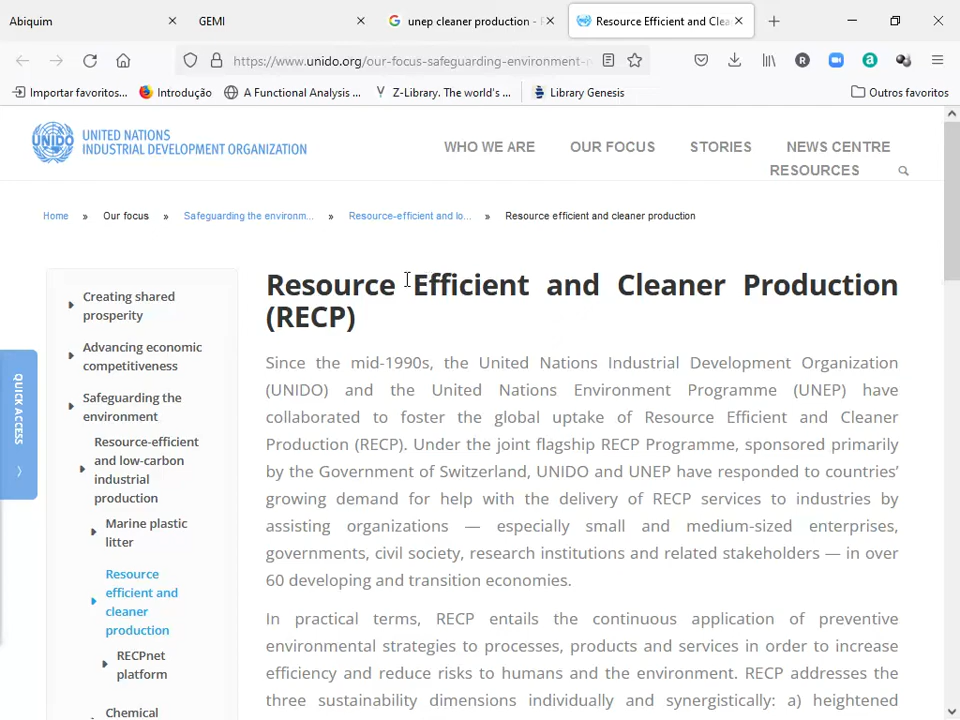 Abiquim
GEMI
unep cleaner production - P
Resource Efficient and Clea
https://www.unido.org/our-focus-safeguarding-environment-re
Importar favoritos...
Introdução
A Functional Analysis ...
Z-Library. The world's ...
Library Genesis
Outros favoritos
UNIDO
UNITED NATIONS
INDUSTRIAL DEVELOPMENT ORGANIZATION
WHO WE ARE
OUR FOCUS
STORIES
NEWS CENTRE
RESOURCES
Home » Our focus » Safeguarding the environm... » Resource-efficient and lo... » Resource efficient and cleaner production
QUICK ACCESS
Creating shared
prosperity
Advancing economic
competitiveness
Safeguarding the
environment
Resource-efficient
and low-carbon
industrial
production
Marine plastic
litter
Resource
efficient and
cleaner
production
RECPnet
platform
Chemical
Resource Efficient and Cleaner Production
(RECP)
Since the mid-1990s, the United Nations Industrial Development Organization
(UNIDO) and the United Nations Environment Programme (UNEP) have
collaborated to foster the global uptake of Resource Efficient and Cleaner
Production (RECP). Under the joint flagship RECP Programme, sponsored primarily
by the Government of Switzerland, UNIDO and UNEP have responded to countries’
growing demand for help with the delivery of RECP services to industries by
assisting organizations — especially small and medium-sized enterprises,
governments, civil society, research institutions and related stakeholders — in over
60 developing and transition economies.
In practical terms, RECP entails the continuous application of preventive
environmental strategies to processes, products and services in order to increase
efficiency and reduce risks to humans and the environment. RECP addresses the
three sustainability dimensions individually and synergistically: a) heightened